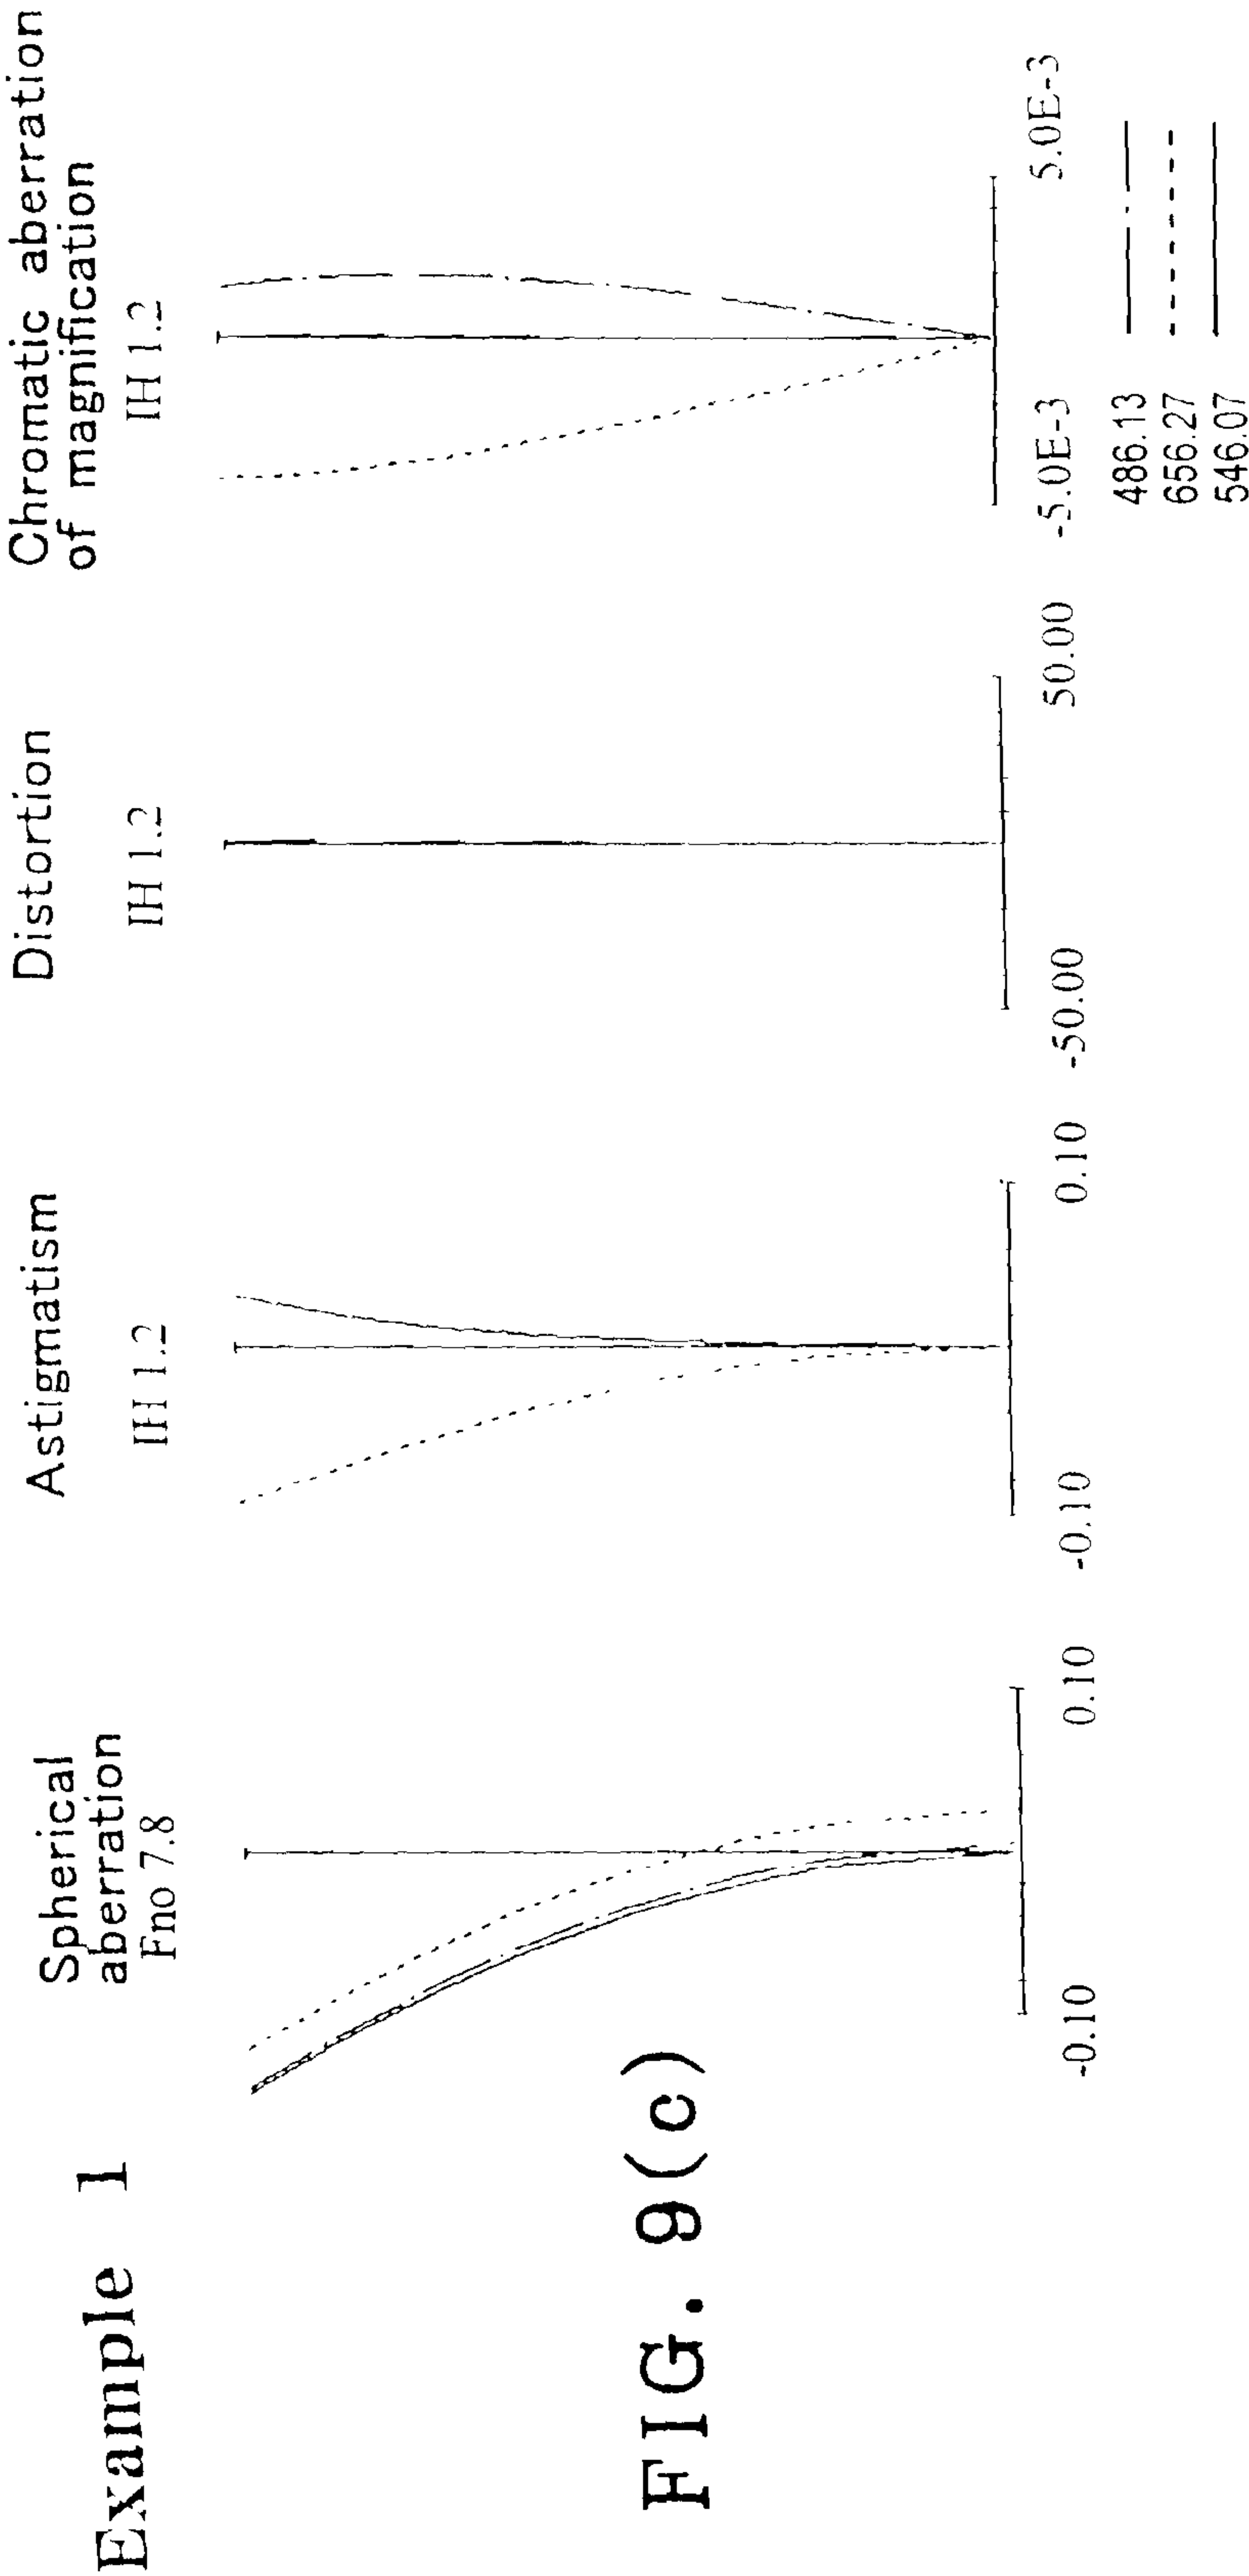 Example 1
FIG. 9(c)
Spherical
aberration
Fno 7.8
-0.10
0.10
Astigmatism
IH 1.2
-0.10
0.10
Distortion
IH 1.2
-50.00
50.00
Chromatic aberration
of magnification
IH 1.2
-5.0E-3
5.0E-3
486.13
656.27
546.07